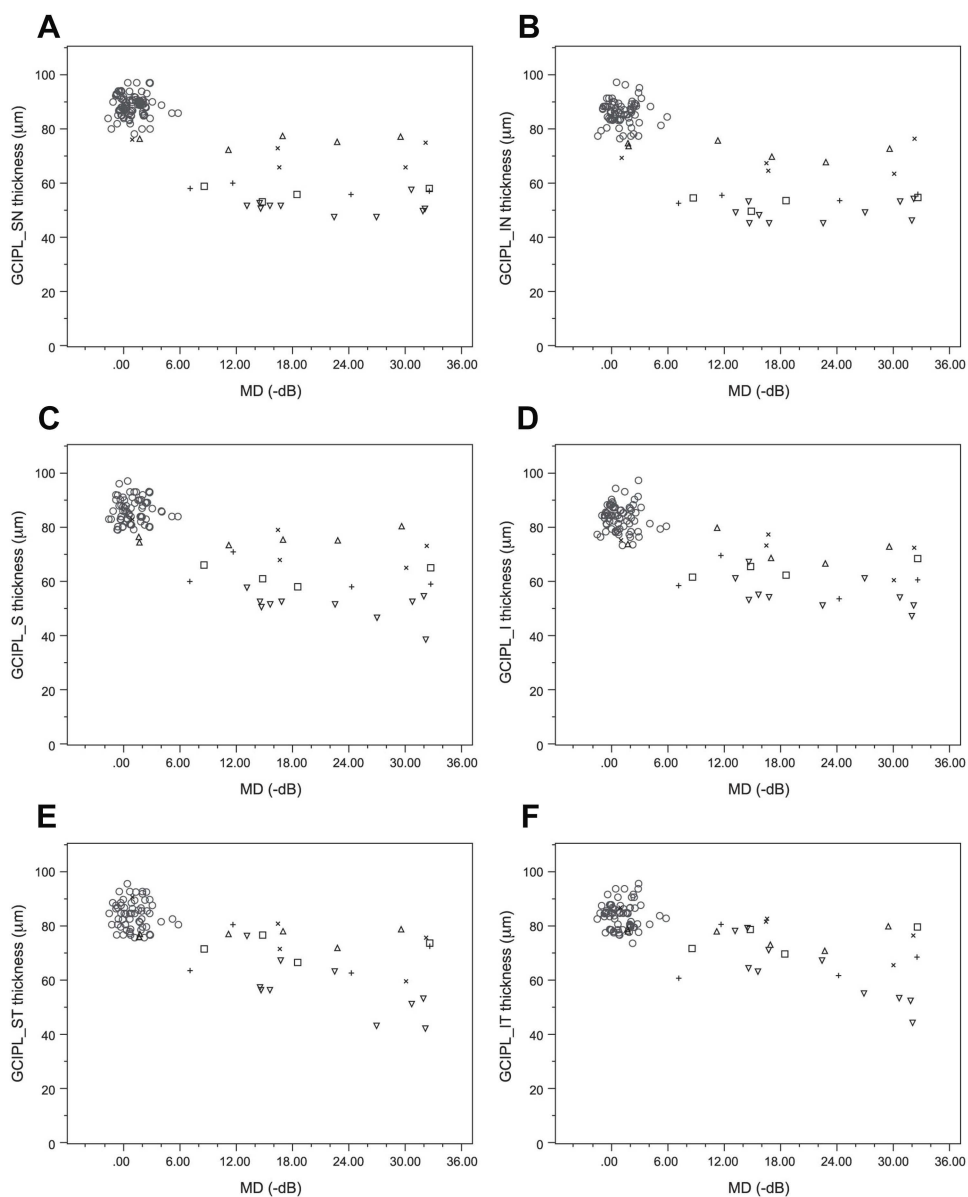 A
B
GCIPL_SN thickness (µm)
100
80
60
40
20
0
.00 6.00 12.00 18.00 24.00 30.00 36.00
MD (-dB)
GCIPL_IN thickness (µm)
100
80
60
40
20
0
.00 6.00 12.00 18.00 24.00 30.00 36.00
MD (-dB)
C
D
GCIPL_S thickness (µm)
100
80
60
40
20
0
.00 6.00 12.00 18.00 24.00 30.00 36.00
MD (-dB)
GCIPL_I thickness (µm)
100
80
60
40
20
0
.00 6.00 12.00 18.00 24.00 30.00 36.00
MD (-dB)
E
F
GCIPL_ST thickness (µm)
100
80
60
40
20
0
.00 6.00 12.00 18.00 24.00 30.00 36.00
MD (-dB)
GCIPL_IT thickness (µm)
100
80
60
40
20
0
.00 6.00 12.00 18.00 24.00 30.00 36.00
MD (-dB)